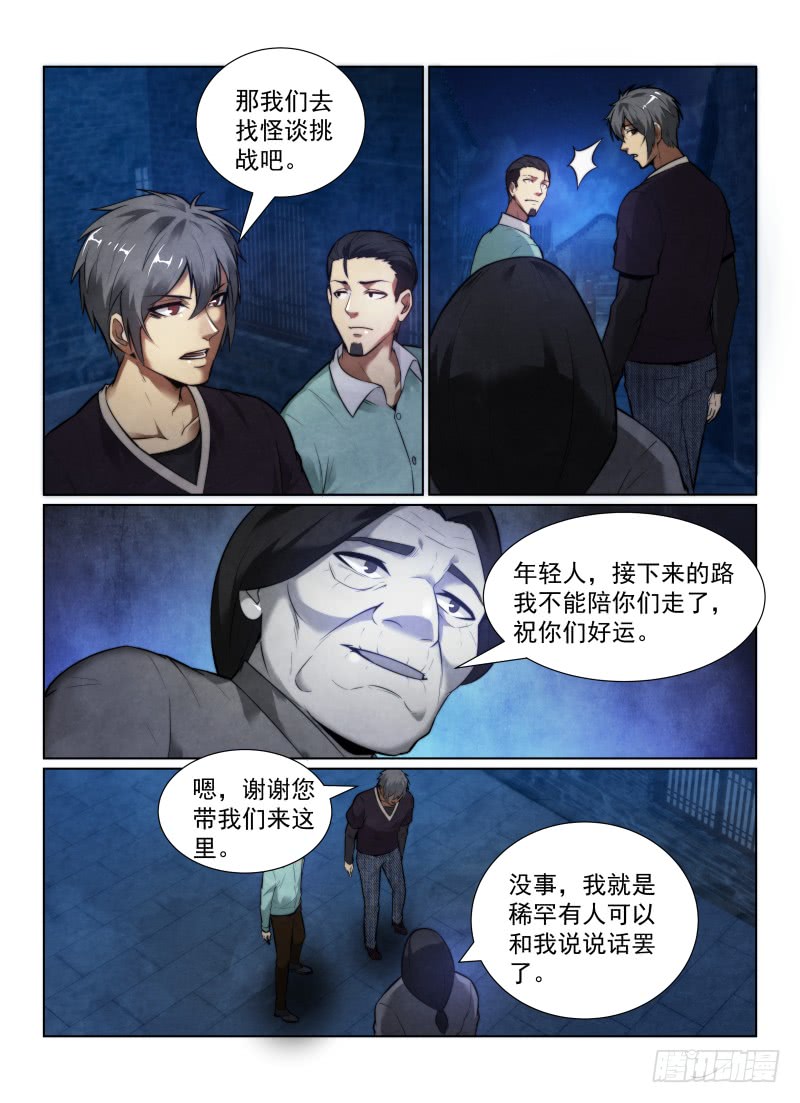 那我们去
找怪谈挑
战吧。
年轻人，接下来的路
我不能陪你们走了，
祝你们好运。
嗯，谢谢您
带我们来这
里。
没事，我就是
稀罕有人可以
和我说说话罢
了。
腾讯动漫